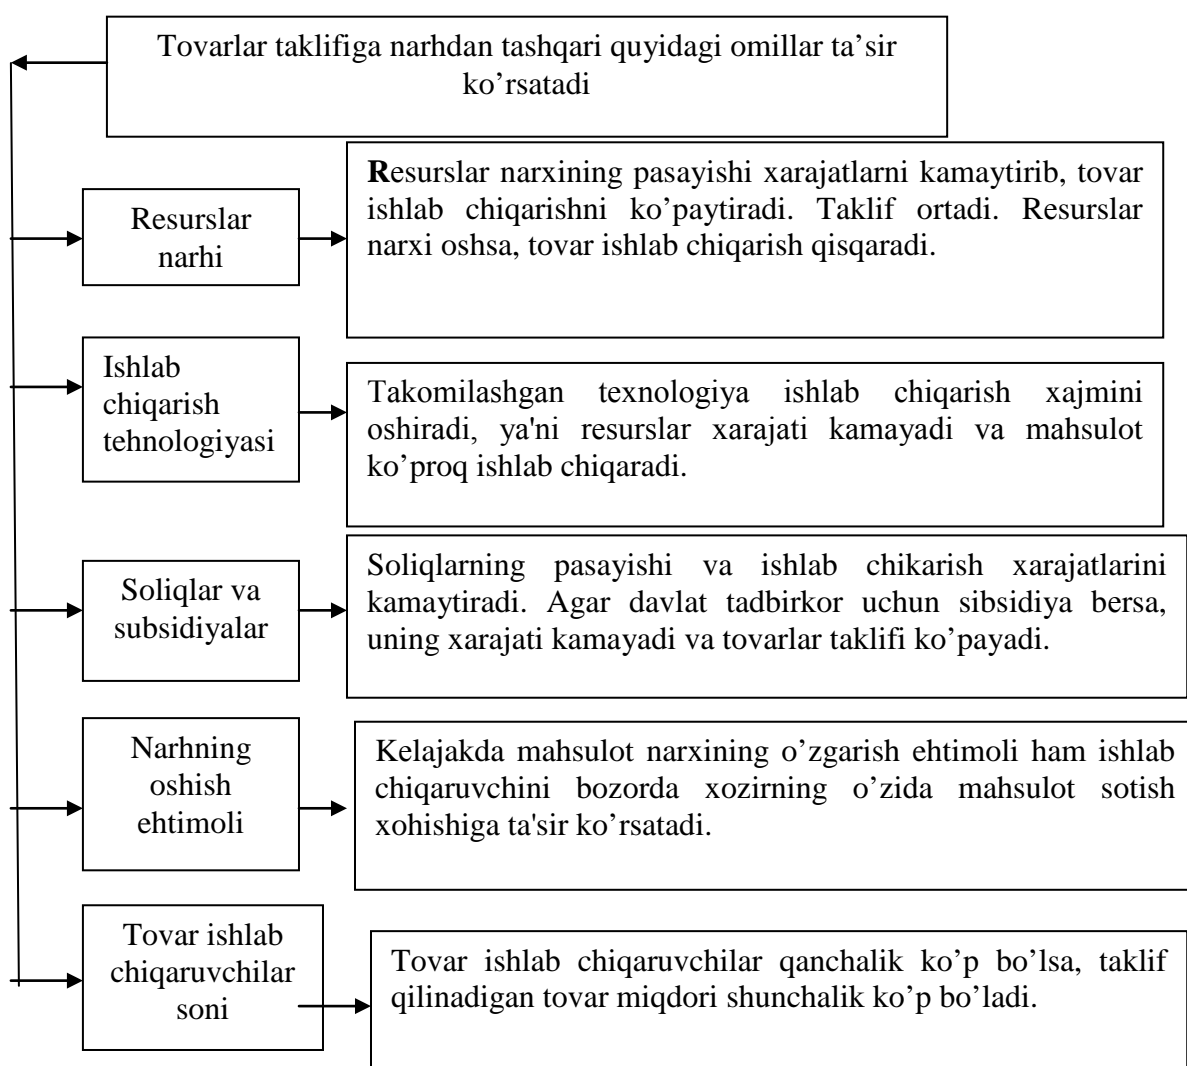 Tovarlar taklifiga narhdan tashqari quyidagi omillar ta’sir
ko’rsatadi
Resurslar
narhi
Resurslar narxining pasayishi xarajatlarni kamaytirib, tovar
ishlab chiqarishni ko’paytiradi. Taklif ortadi. Resurslar
narxi oshsa, tovar ishlab chiqarish qisqaradi.
Ishlab
chiqarish
tehnologiyasi
Takomilashgan texnologiya ishlab chiqarish xajmini
oshiradi, ya'ni resurslar xarajati kamayadi va mahsulot
ko’proq ishlab chiqaradi.
Soliqlar va
subsidiyalar
Soliqlarning pasayishi va ishlab chikarish xarajatlarini
kamaytiradi. Agar davlat tadbirkor uchun sibsidiya bersa,
uning xarajati kamayadi va tovarlar taklifi ko’payadi.
Narhning
oshish
ehtimoli
Kelajakda mahsulot narxining o’zgarish ehtimoli ham ishlab
chiqaruvchini bozorda xozirning o’zida mahsulot sotish
xohishiga ta'sir ko’rsatadi.
Tovar ishlab
chiqaruvchilar
soni
Tovar ishlab chiqaruvchilar qanchalik ko’p bo’lsa, taklif
qilinadigan tovar miqdori shunchalik ko’p bo’ladi.